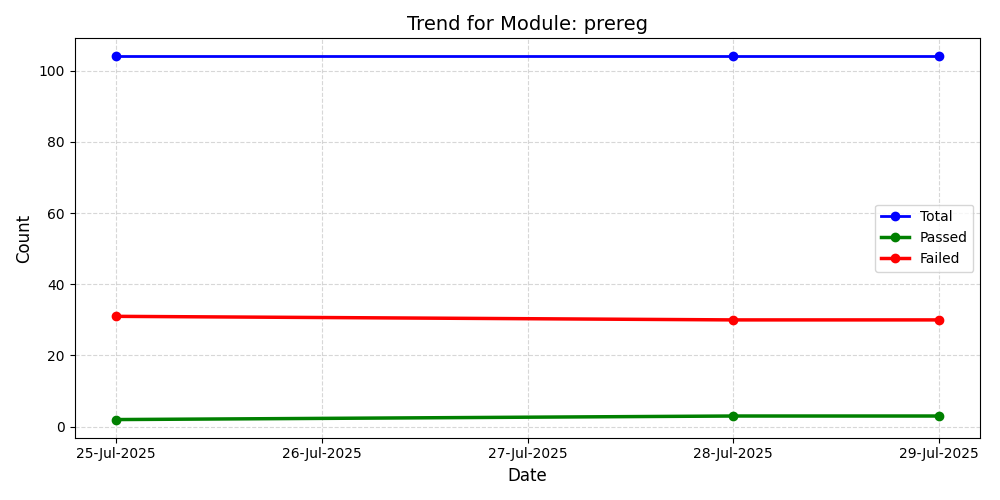 Trend for Module: prereg
Count
100
80
60
40
20
0
Total
Passed
Failed
25-Jul-2025
26-Jul-2025
27-Jul-2025
28-Jul-2025
29-Jul-2025
Date